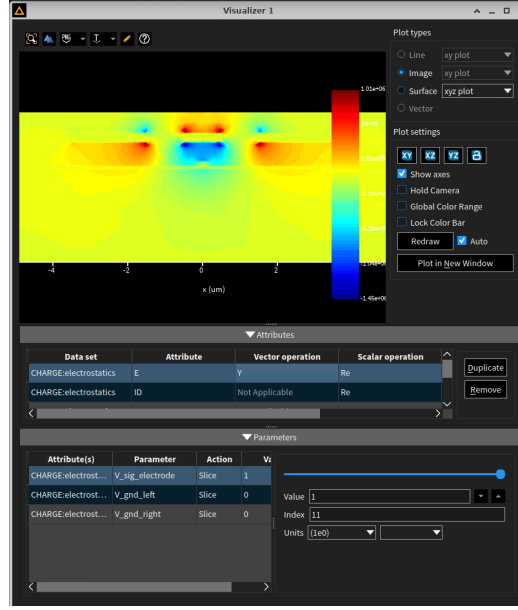 Visualizer 1
Plot types
Line xy plot
Image xy plot
Surface xyz plot
Vector
Plot settings
XY XZ YZ
Show axes
Hold Camera
Global Color Range
Lock Color Bar
Redraw Auto
Plot in New Window
1.01e+06
-4 -2 0 2
x (um)
Attributes
Data set Attribute Vector operation Scalar operation
CHARGE:electrostatics E Y Re
CHARGE:electrostatics ID Not Applicable Re
Duplicate
Remove
Parameters
Attribute(s) Parameter Action
CHARGE:electrost... V_sig_electrode Slice 1
CHARGE:electrost... V_gnd_left Slice 0
CHARGE:electrost... V_gnd_right Slice 0
Value 1
Index 11
Units (1e0)